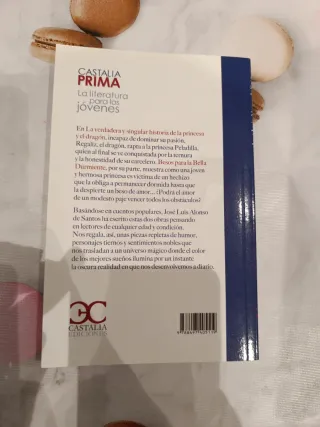 CASTALIA
PRIMA
La literatura
para los
jóvenes
En La verdadera y singular historia de la princesa
y el dragón, incapaz de dominar su pasión,
Regaliz, el dragón, rapta a la princesa Peladilla,
quien al final se ve conquistada por la ternura
y la honestidad de su carcelero. Besos para la Bella
Durmiente, por su parte, muestra como una joven
y hermosa princesa es víctima de un hechizo
que la obliga a permanecer dormida hasta que
la despierte un beso de amor... ¿Podrá el amor
de un modesto paje vencer todos los obstáculos?
Basándose en cuentos populares, José Luis Alonso
de Santos ha escrito estas dos obras pensando
en lectores de cualquier edad y condición.
Nos regala, así, unas piezas repletas de humor,
personajes tiernos y sentimientos nobles que
nos trasladan a un universo mágico donde el color
de los mejores sueños ilumina por un instante
la oscura realidad en que nos desenvolvemos a diario.
CASTALIA
EDICIONES